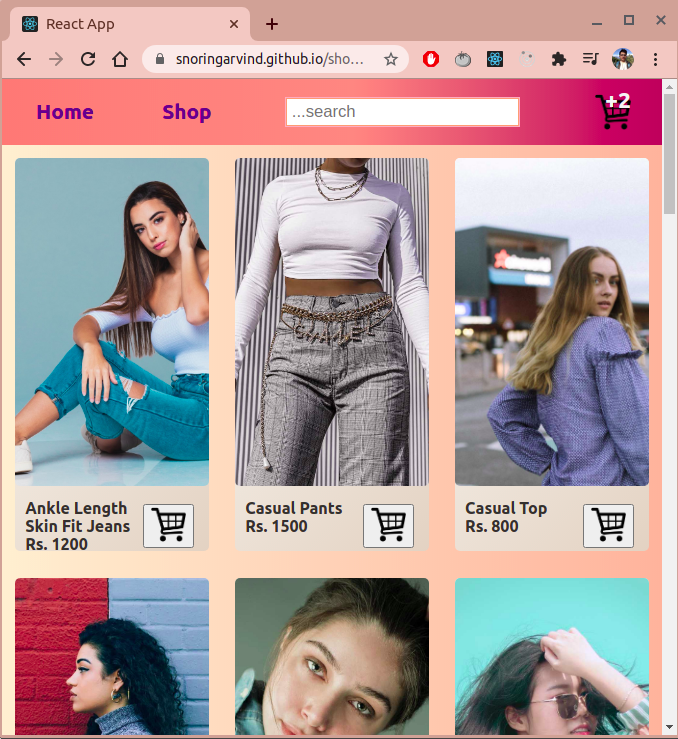 React App
snoringarvind.github.io/sho...
Home
Shop
...search
+2
CHANEL
Ankle Length
Skin Fit Jeans
Rs. 1200
Casual Pants
Rs. 1500
Casual Top
Rs. 800